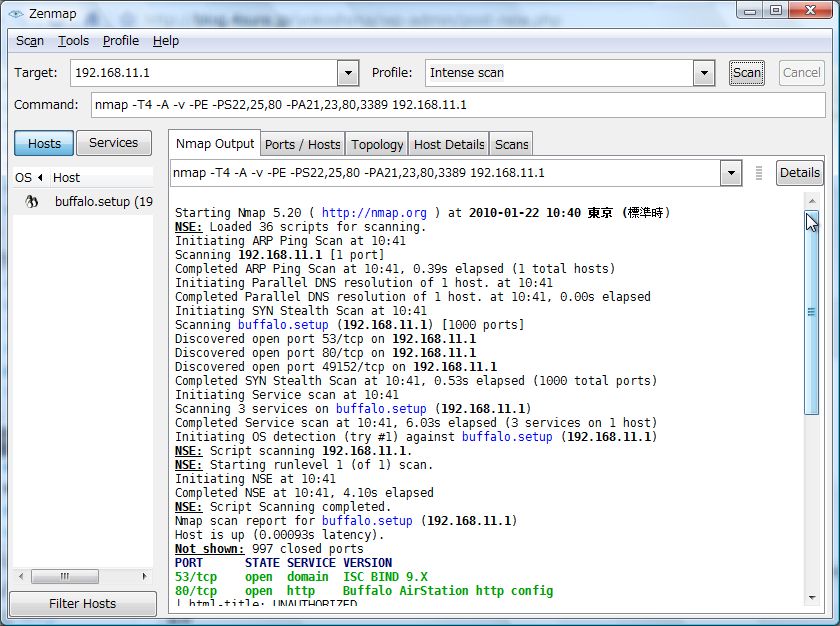 Zenmap
Scan Tools Profile Help
Target: 192.168.11.1 Profile: Intense scan Scan Cancel
Command: nmap -T4 -A -v -PE -PS22,25,80 -PA21,23,80,3389 192.168.11.1
Hosts Services
Nmap Output Ports / Hosts Topology Host Details Scans
OS Host
nmap -T4 -A -v -PE -PS22,25,80 -PA21,23,80,3389 192.168.11.1 Details
buffalo.setup (19
Starting Nmap 5.20 ( http://nmap.org ) at 2010-01-22 10:40 東京 (標準時)
NSE: Loaded 36 scripts for scanning.
Initiating ARP Ping Scan at 10:41
Scanning 192.168.11.1 [1 port]
Completed ARP Ping Scan at 10:41, 0.39s elapsed (1 total hosts)
Initiating Parallel DNS resolution of 1 host. at 10:41
Completed Parallel DNS resolution of 1 host. at 10:41, 0.00s elapsed
Initiating SYN Stealth Scan at 10:41
Scanning buffalo.setup (192.168.11.1) [1000 ports]
Discovered open port 53/tcp on 192.168.11.1
Discovered open port 80/tcp on 192.168.11.1
Discovered open port 49152/tcp on 192.168.11.1
Completed SYN Stealth Scan at 10:41, 0.53s elapsed (1000 total ports)
Initiating Service scan at 10:41
Scanning 3 services on buffalo.setup (192.168.11.1)
Completed Service scan at 10:41, 6.03s elapsed (3 services on 1 host)
Initiating OS detection (try #1) against buffalo.setup (192.168.11.1)
NSE: Script scanning 192.168.11.1.
NSE: Starting runlevel 1 (of 1) scan.
Initiating NSE at 10:41
Completed NSE at 10:41, 4.10s elapsed
NSE: Script Scanning completed.
Nmap scan report for buffalo.setup (192.168.11.1)
Host is up (0.00093s latency).
Not shown: 997 closed ports
PORT STATE SERVICE VERSION
53/tcp open domain ISC BIND 9.X
80/tcp open http Buffalo AirStation http config
| html-title: UNAUTHORIZED
Filter Hosts